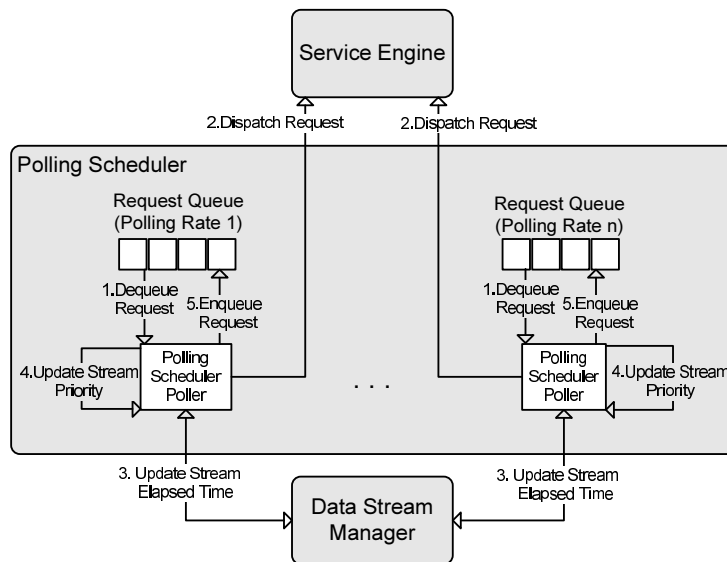 Service Engine
2.Dispatch Request
2.Dispatch Request
Polling Scheduler
Request Queue
(Polling Rate 1)
Request Queue
(Polling Rate n)
1.Dequeue
Request
5.Enqueue
Request
1.Dequeue
Request
5.Enqueue
Request
4.Update Stream
Priority
Polling
Scheduler
Poller
. . .
Polling
Scheduler
Poller
4.Update Stream
Priority
3. Update Stream
Elapsed Time
3. Update Stream
Elapsed Time
Data Stream
Manager